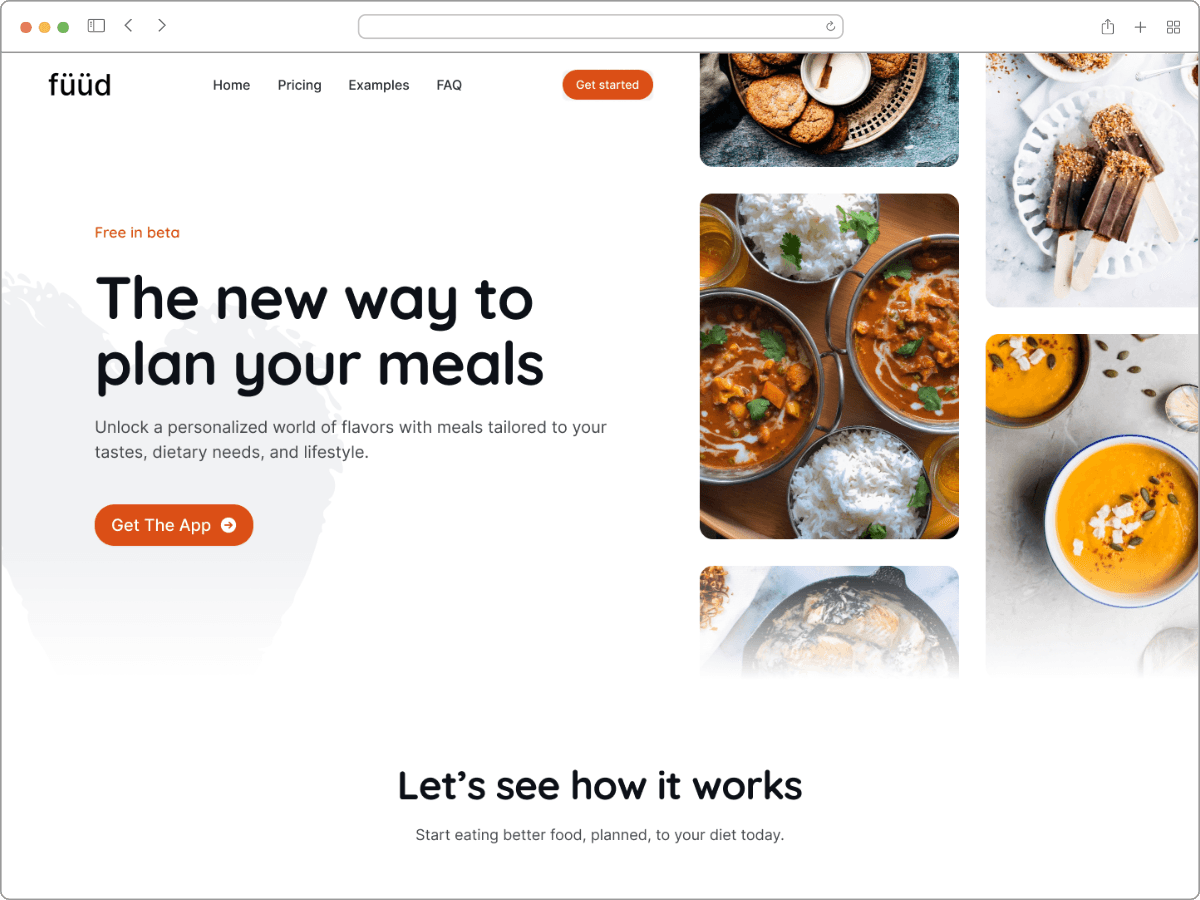 füüd
Home
Pricing
Examples
FAQ
Get started
Free in beta
The new way to
plan your meals
Unlock a personalized world of flavors with meals tailored to your
tastes, dietary needs, and lifestyle.
Get The App
Let’s see how it works
Start eating better food, planned, to your diet today.